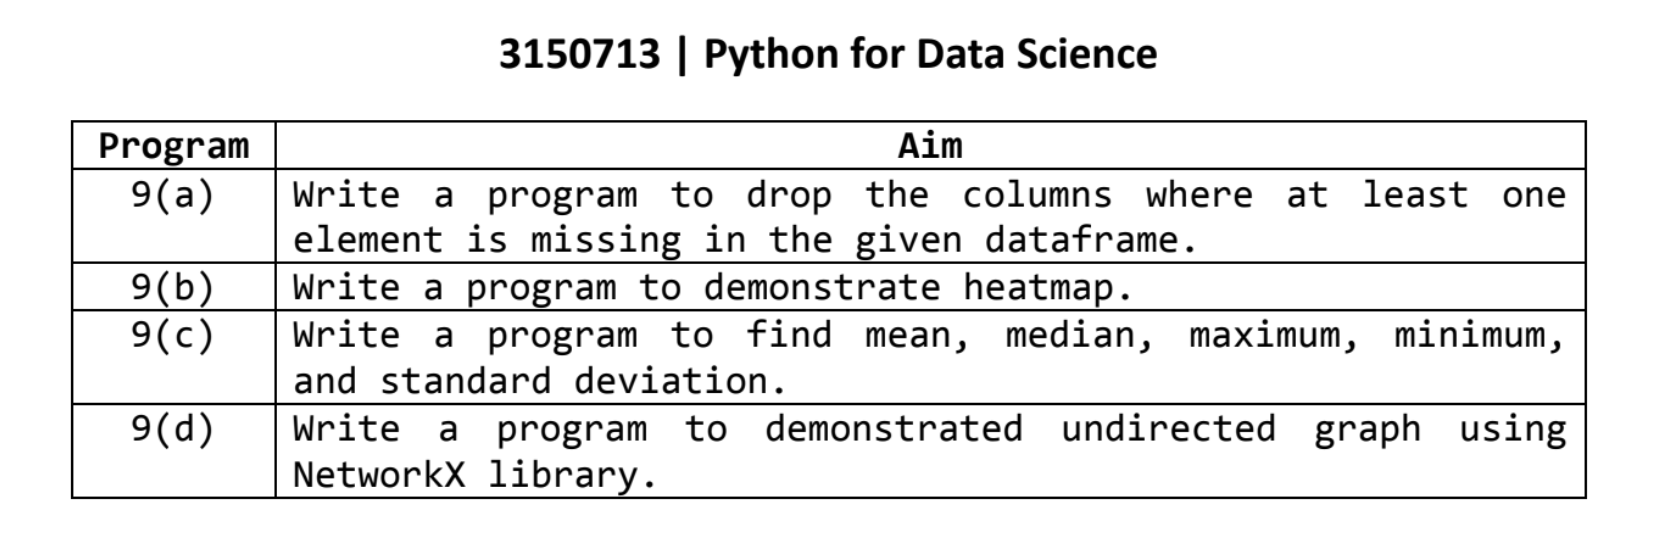 3150713 | Python for Data Science
Program Aim
9(a) Write a program to drop the columns where at least one
element is missing in the given dataframe.
9(b) Write a program to demonstrate heatmap.
9(c) Write a program to find mean, median, maximum, minimum,
and standard deviation.
9(d) Write a program to demonstrated undirected graph using
NetworkX library.